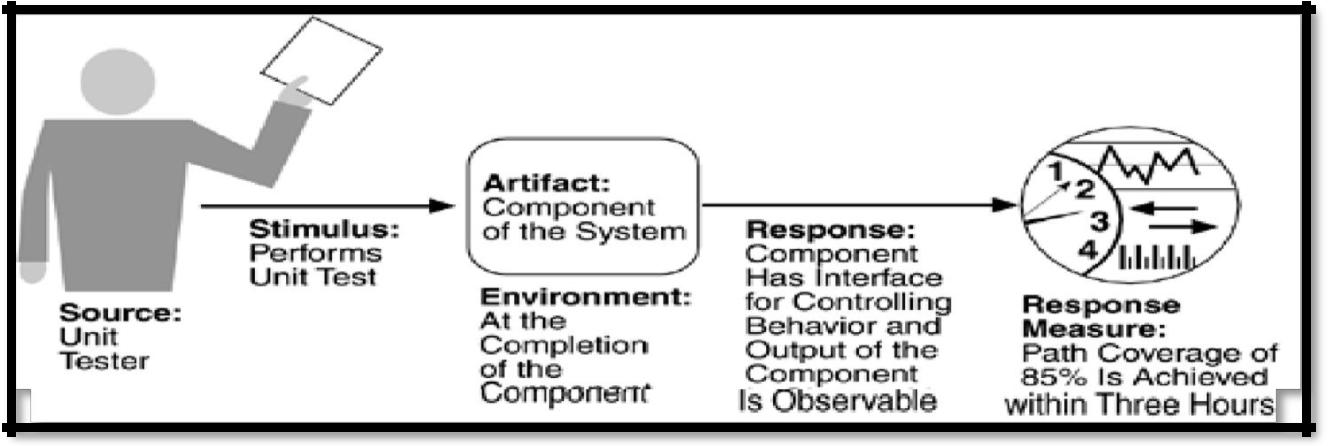 Source:
Unit
Tester
Stimulus:
Performs
Unit Test
Artifact:
Component
of the System
Environment:
At the
Completion
of the
Component
Response:
Component
Has Interface
for Controlling
Behavior and
Output of the
Component
Is Observable
1
2
3
4
Response
Measure:
Path Coverage of
85% Is Achieved
within Three Hours